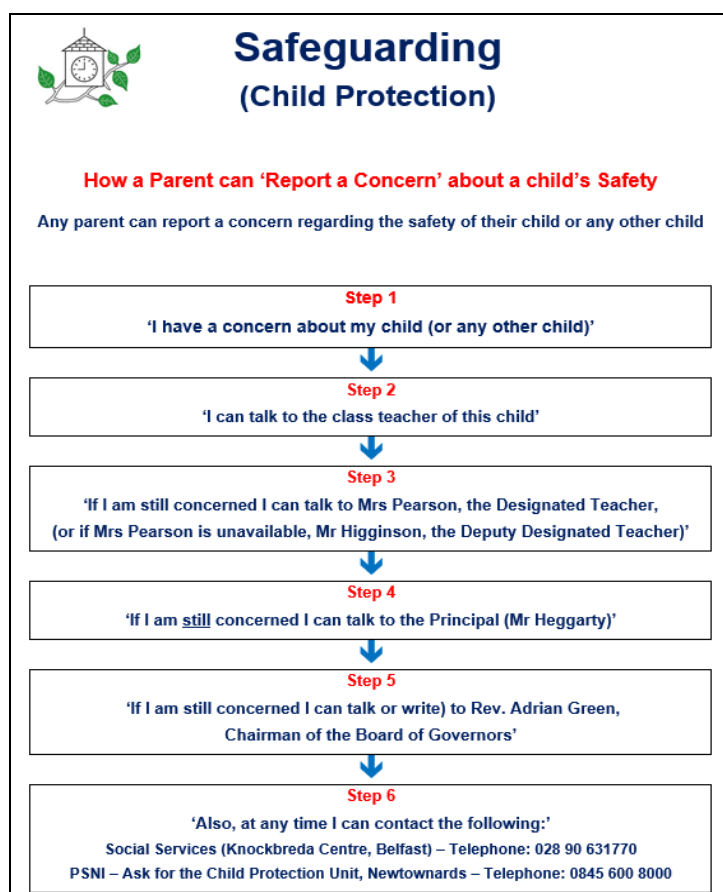 Safeguarding
(Child Protection)
How a Parent can ‘Report a Concern’ about a child’s Safety
Any parent can report a concern regarding the safety of their child or any other child
Step 1
‘I have a concern about my child (or any other child)’
Step 2
‘I can talk to the class teacher of this child’
Step 3
‘If I am still concerned I can talk to Mrs Pearson, the Designated Teacher,
(or if Mrs Pearson is unavailable, Mr Higginson, the Deputy Designated Teacher)’
Step 4
‘If I am still concerned I can talk to the Principal (Mr Heggarty)’
Step 5
‘If I am still concerned I can talk or write) to Rev. Adrian Green,
Chairman of the Board of Governors’
Step 6
‘Also, at any time I can contact the following:’
Social Services (Knockbreda Centre, Belfast) – Telephone: 028 90 631770
PSNI – Ask for the Child Protection Unit, Newtownards – Telephone: 0845 600 8000